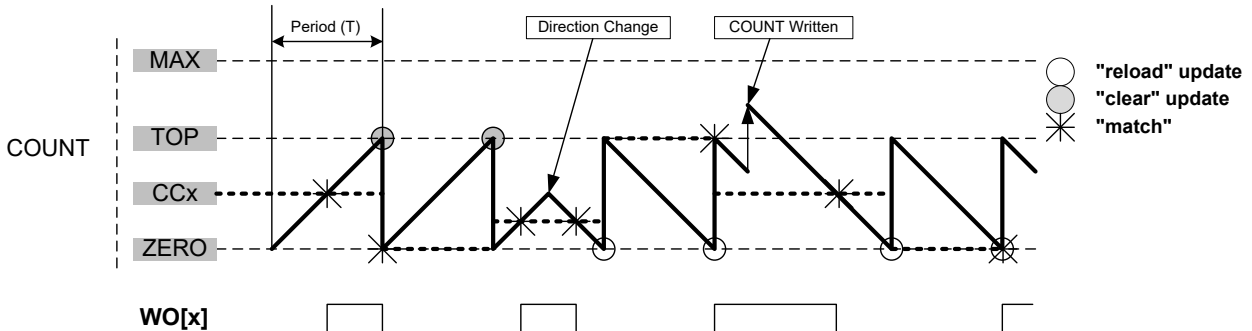 Period (T)
Direction Change
COUNT Written
MAX
"reload" update
"clear" update
TOP
"match"
COUNT
CCx
ZERO
WO[x]